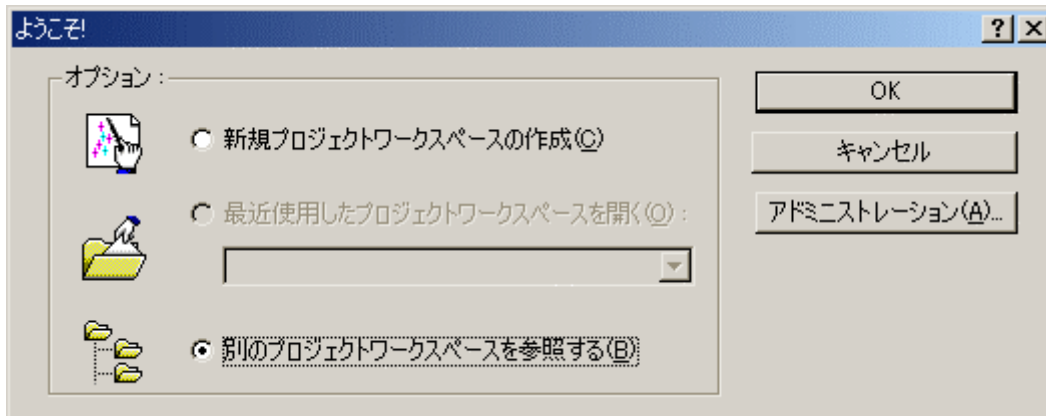 ようこそ!
オプション :
新規プロジェクトワークスペースの作成(C)
最近使用したプロジェクトワークスペースを開く(O) :
別のプロジェクトワークスペースを参照する(B)
OK
キャンセル
アドミニストレーション(A)...